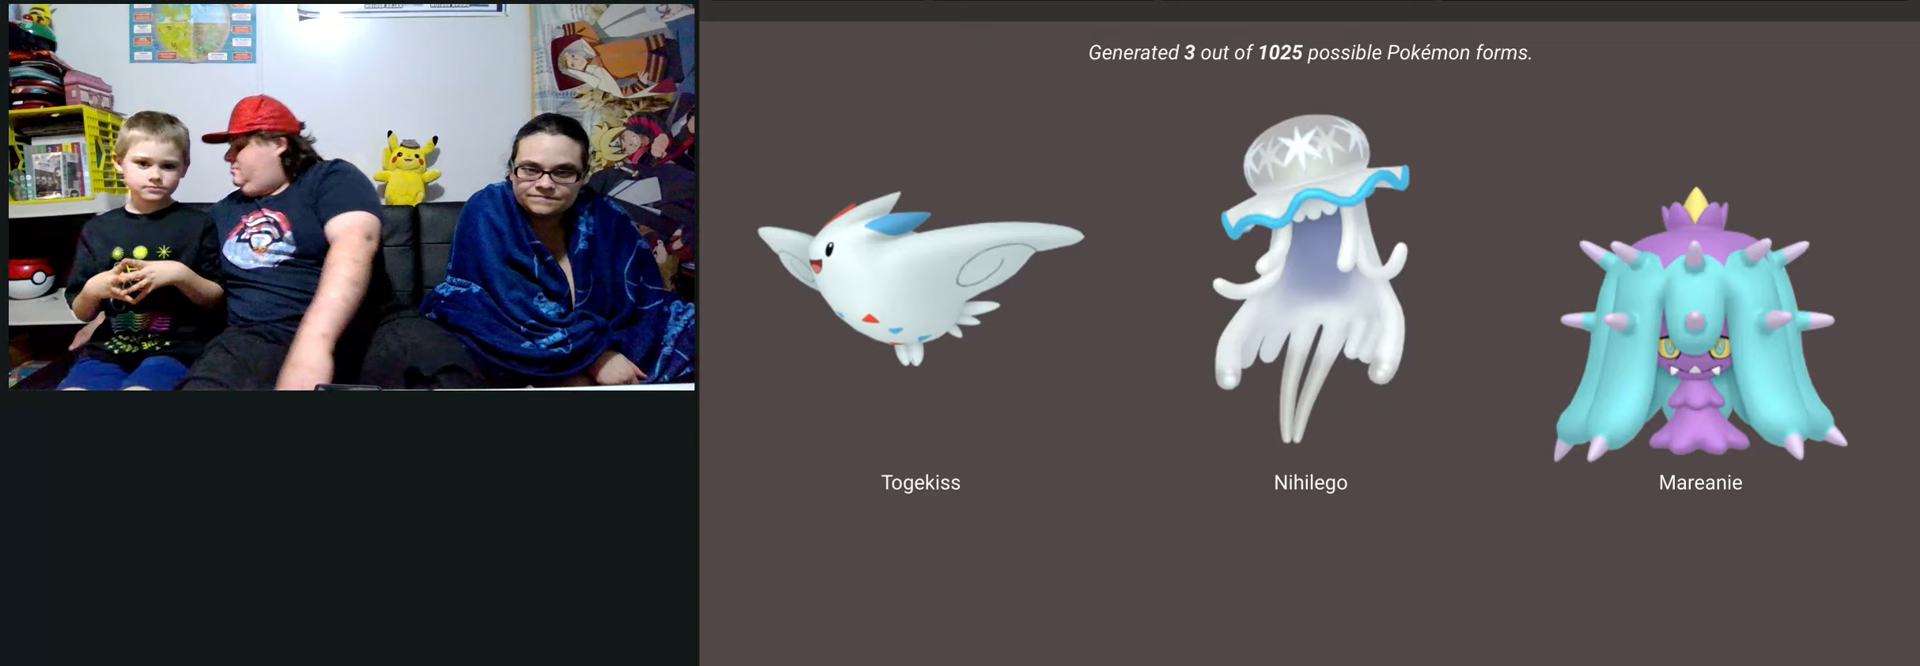 Generated 3 out of 1025 possible Pokémon forms.
Togekiss
Nihilego
Mareanie